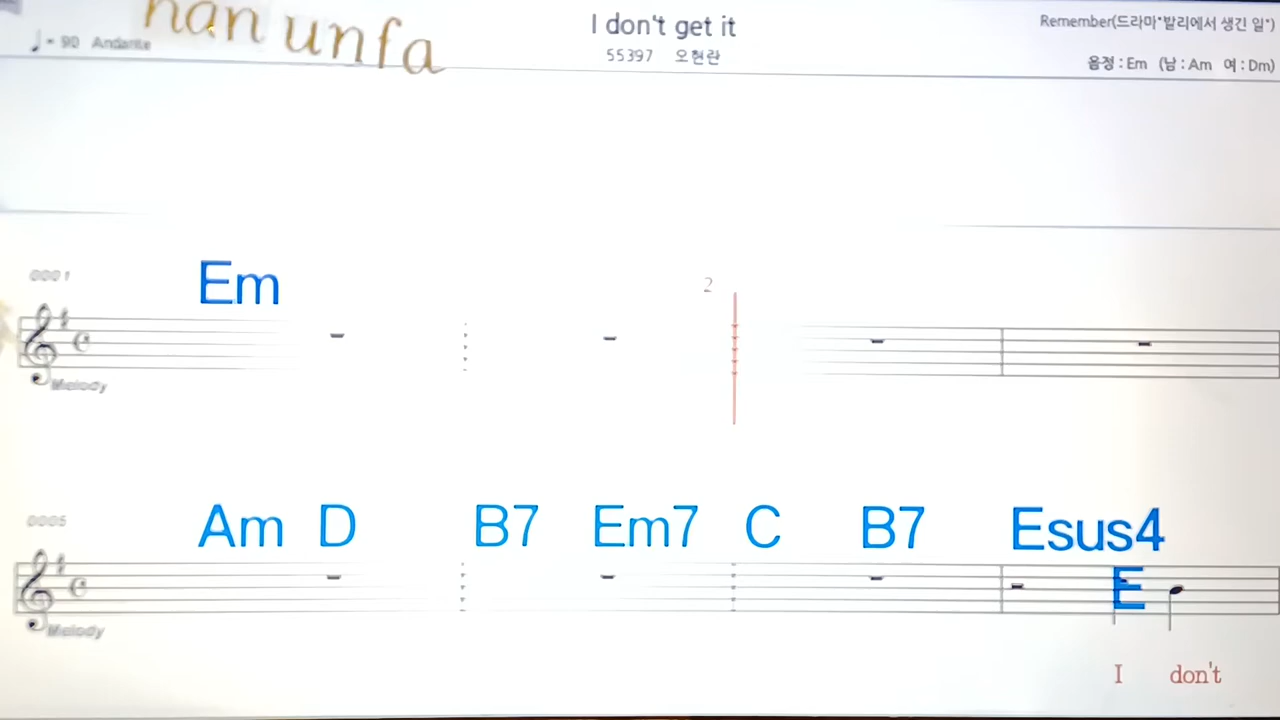 han unfa
I don't get it
Remember(드라마"발리에서 생긴 일")
♩= 90 Andante
55397 오현란
음정 : Em (남 : Am 여 : Dm)
0001
Em
2
Melody
0005
Am D B7 Em7 C B7 Esus4
E
Melody
I don't